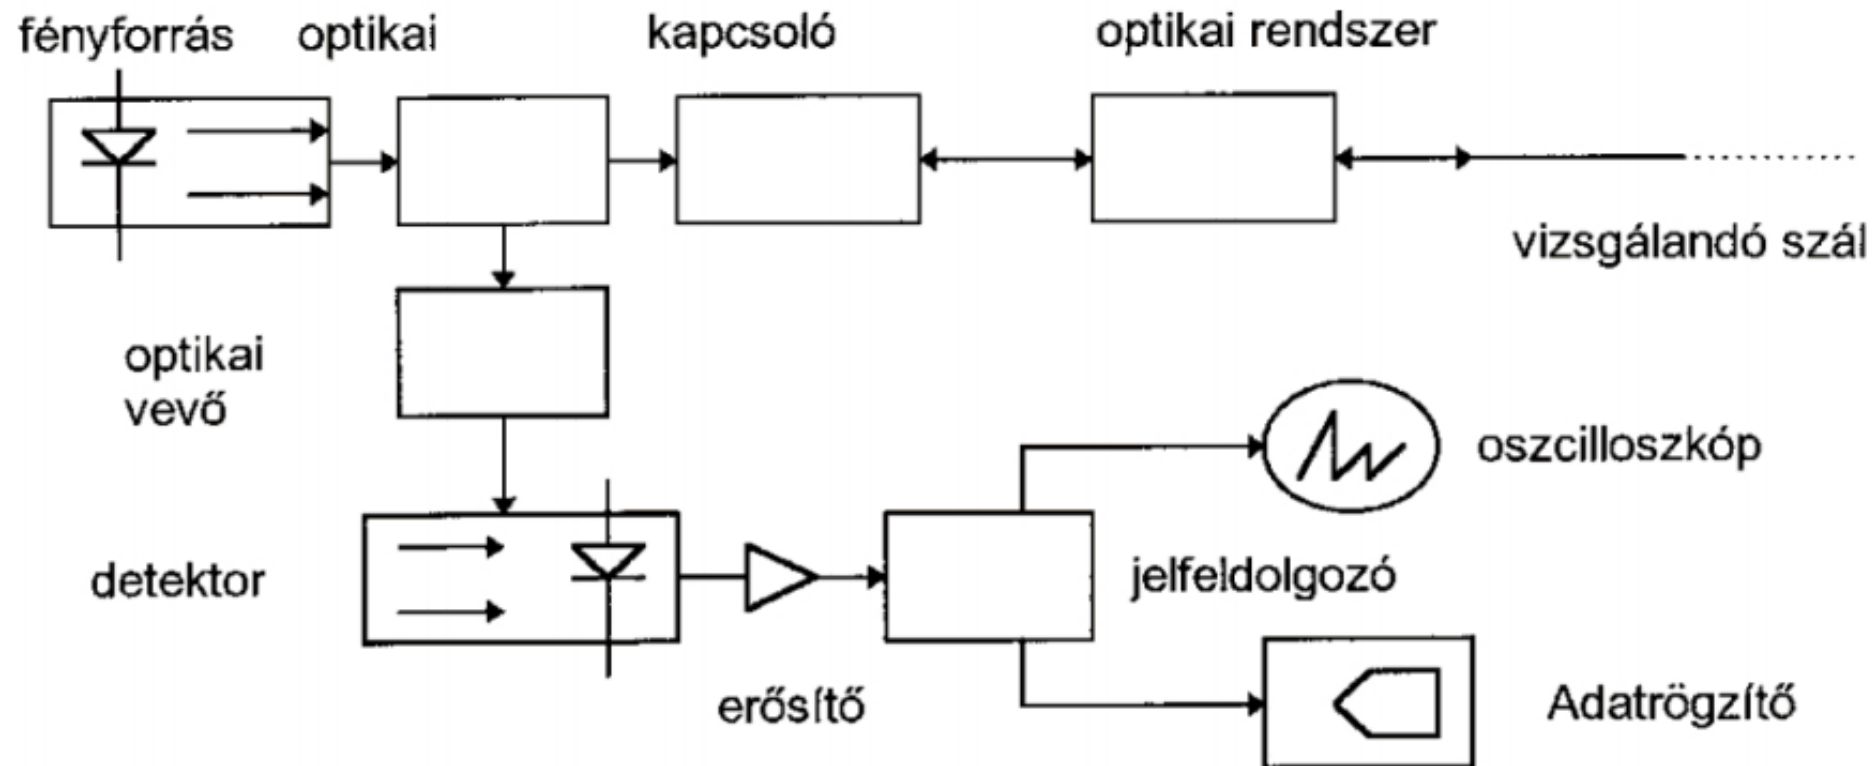 fényforrás optikai kapcsoló optikai rendszer
vizsgálandó szál
optikai
vevő
oszcilloszkóp
detektor
jelfeldolgozó
erősítő
Adatrögzítő